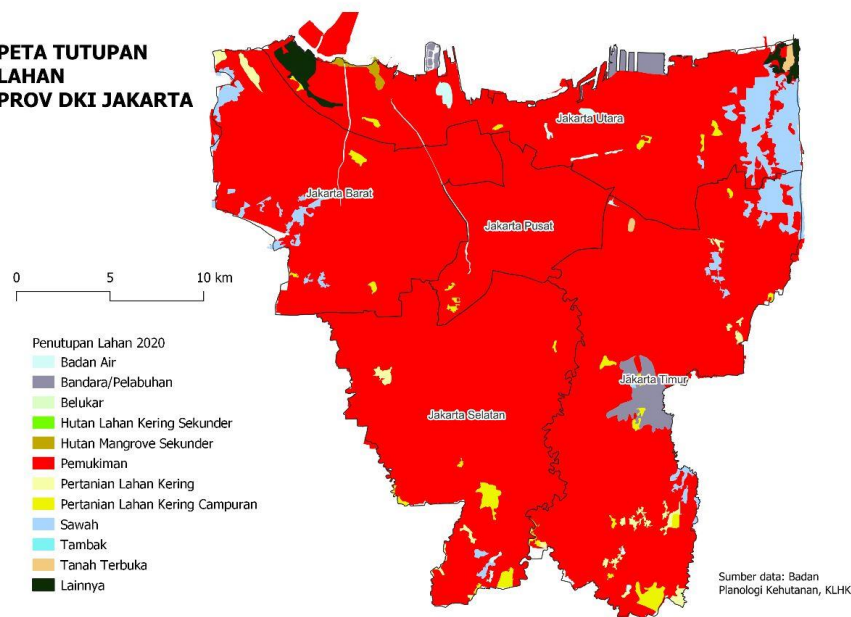 PETA TUTUPAN
LAHAN
PROV DKI JAKARTA
Jakarta Utara
Jakarta Barat
Jakarta Pusat
0 5 10 km
Jakarta Timur
Jakarta Selatan
Penutupan Lahan 2020
Badan Air
Bandara/Pelabuhan
Belukar
Hutan Lahan Kering Sekunder
Hutan Mangrove Sekunder
Pemukiman
Pertanian Lahan Kering
Pertanian Lahan Kering Campuran
Sawah
Tambak
Tanah Terbuka
Lainnya
Sumber data: Badan
Planologi Kehutanan, KLHK